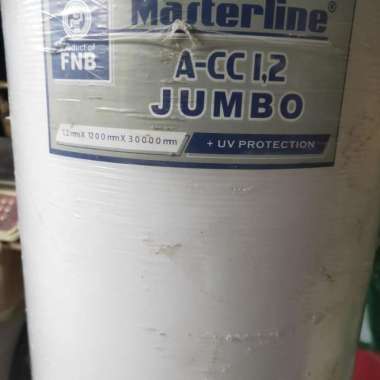 Masterline®
Product of
FNB
A-CC 1,2
JUMBO
1.2 mm X 1200 mm X 30000 mm
+ UV PROTECTION